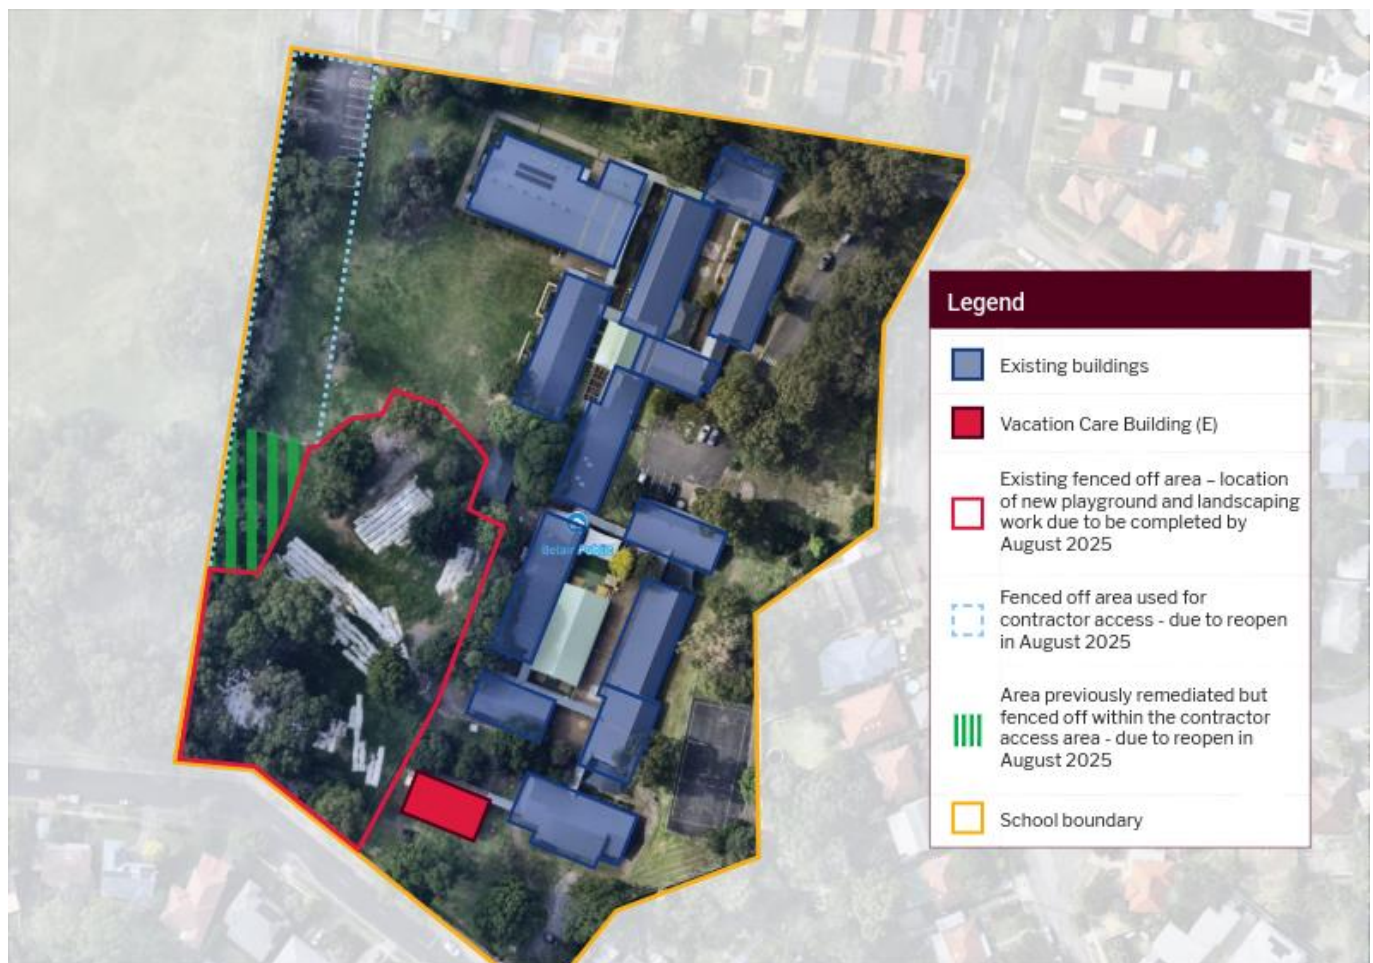 Belair Public
Legend
Existing buildings
Vacation Care Building (E)
Existing fenced off area – location
of new playground and landscaping
work due to be completed by
August 2025
Fenced off area used for
contractor access - due to reopen
in August 2025
Area previously remediated but
fenced off within the contractor
access area - due to reopen in
August 2025
School boundary